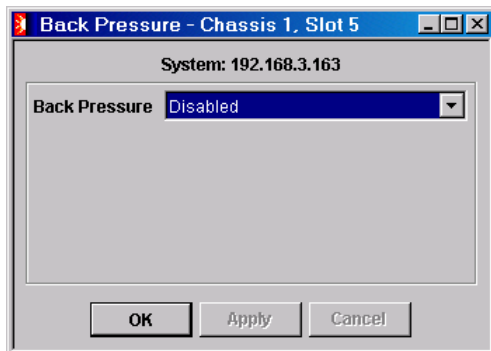 Back Pressure - Chassis 1, Slot 5
System: 192.168.3.163
Back Pressure Disabled
OK Apply Cancel